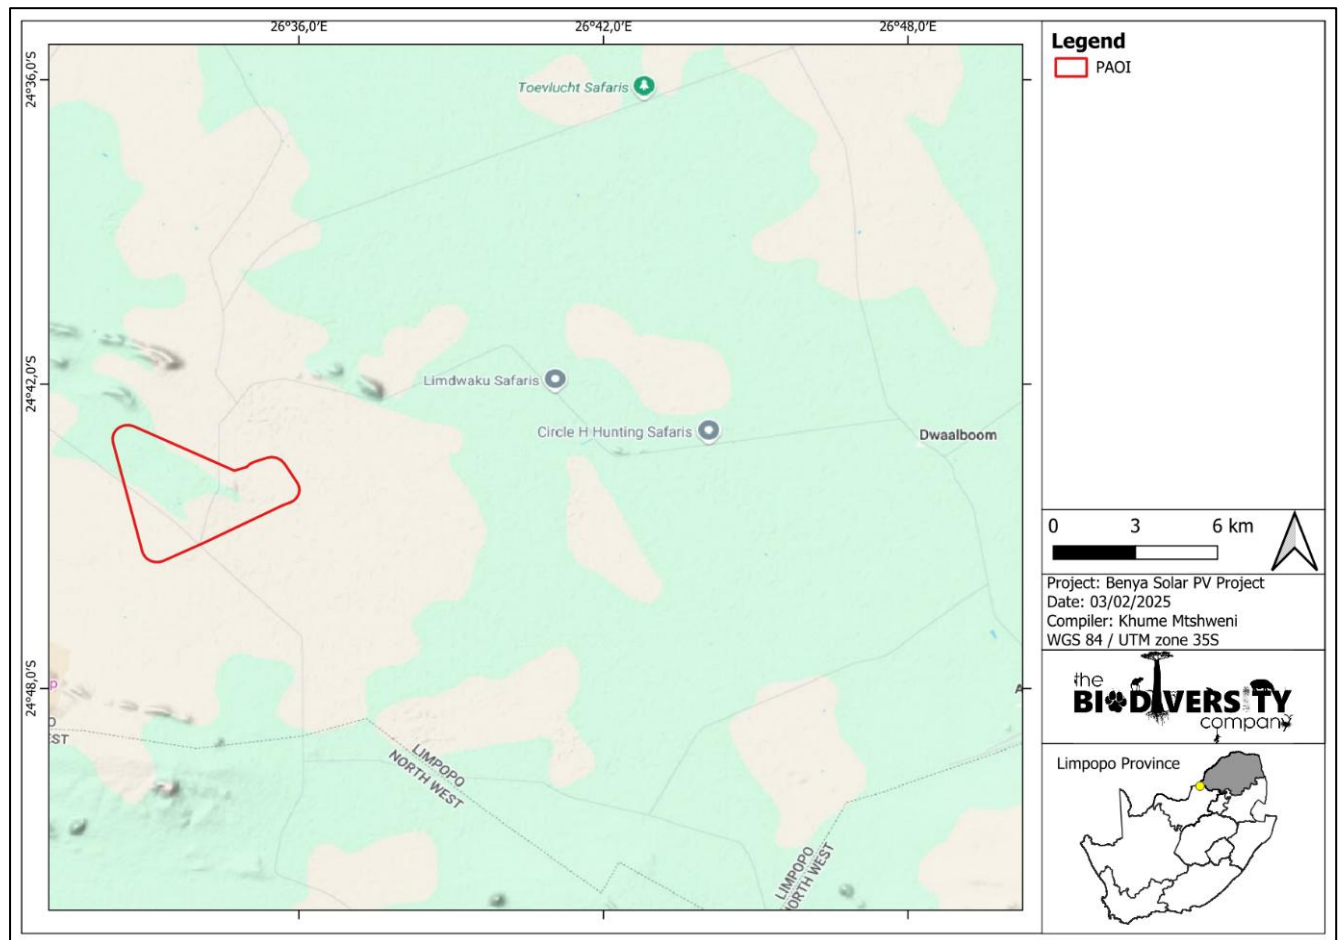 26°36,0'E
26°42,0'E
26°48,0'E
24°36,0'S
24°42,0'S
24°48,0'S
Toevlucht Safaris
Limdwaku Safaris
Circle H Hunting Safaris
Dwaalboom
LIMPOPO
NORTH WEST
LIMPOPO
NORTH WEST
Legend
PAOI
0 3 6 km
Project: Benya Solar PV Project
Date: 03/02/2025
Compiler: Khume Mtshweni
WGS 84 / UTM zone 35S
the
BIODIVERSITY
company
Limpopo Province